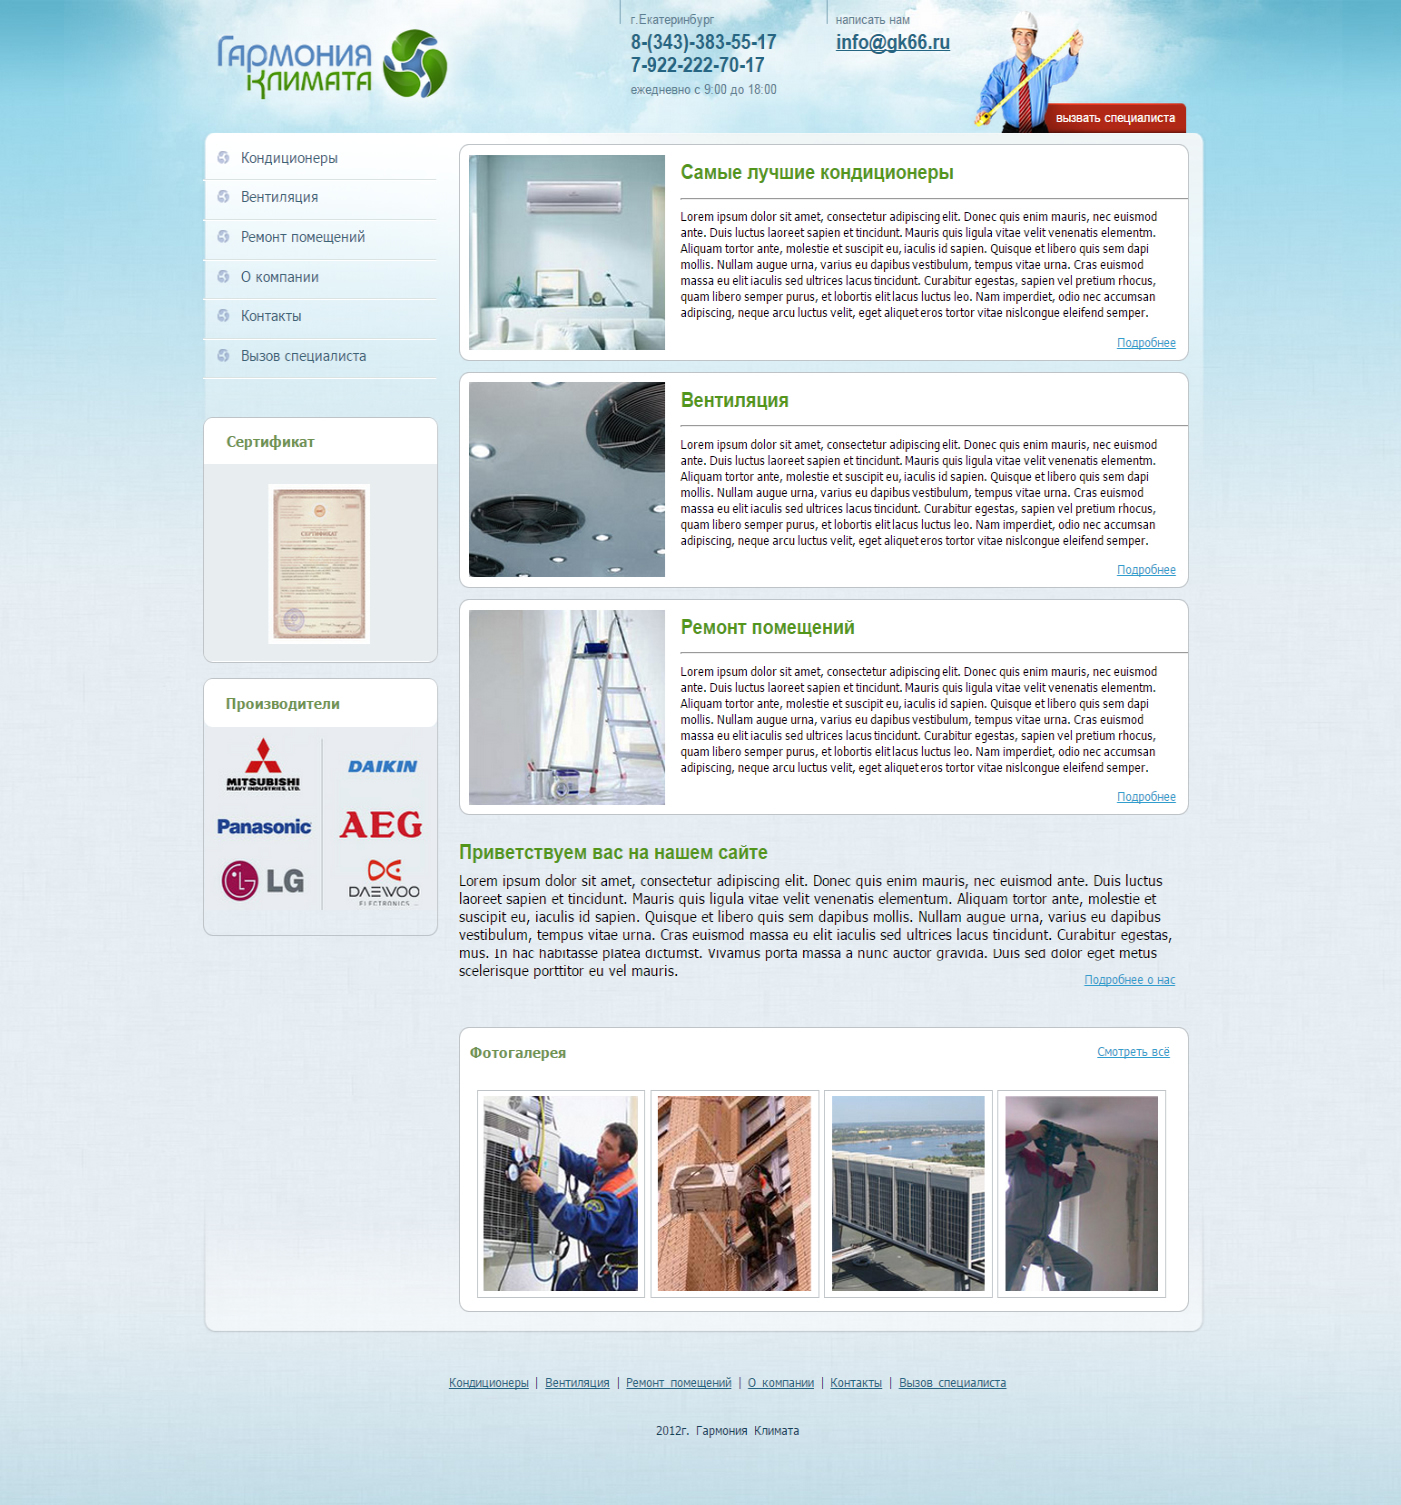 Гармония
Климата
г.Екатеринбург
8-(343)-383-55-17
7-922-222-70-17
ежедневно с 9:00 до 18:00
написать нам
info@gk66.ru
вызвать специалиста
Кондиционеры
Вентиляция
Ремонт помещений
О компании
Контакты
Вызов специалиста
Сертификат
СЕРТИФИКАТ
Производители
MITSUBISHI
HEAVY INDUSTRIES, LTD.
DAIKIN
Panasonic
AEG
LG
DAEWOO
ELECTRONICS
Самые лучшие кондиционеры
Lorem ipsum dolor sit amet, consectetur adipiscing elit. Donec quis enim mauris, nec euismod
ante. Duis luctus laoreet sapien et tincidunt. Mauris quis ligula vitae velit venenatis elementm.
Aliquam tortor ante, molestie et suscipit eu, iaculis id sapien. Quisque et libero quis sem dapi
mollis. Nullam augue urna, varius eu dapibus vestibulum, tempus vitae urna. Cras euismod
massa eu elit iaculis sed ultrices lacus tincidunt. Curabitur egestas, sapien vel pretium rhocus,
quam libero semper purus, et lobortis elit lacus luctus leo. Nam imperdiet, odio nec accumsan
adipiscing, neque arcu luctus velit, eget aliquet eros tortor vitae nislcongue eleifend semper.
Подробнее
Вентиляция
Lorem ipsum dolor sit amet, consectetur adipiscing elit. Donec quis enim mauris, nec euismod
ante. Duis luctus laoreet sapien et tincidunt. Mauris quis ligula vitae velit venenatis elementm.
Aliquam tortor ante, molestie et suscipit eu, iaculis id sapien. Quisque et libero quis sem dapi
mollis. Nullam augue urna, varius eu dapibus vestibulum, tempus vitae urna. Cras euismod
massa eu elit iaculis sed ultrices lacus tincidunt. Curabitur egestas, sapien vel pretium rhocus,
quam libero semper purus, et lobortis elit lacus luctus leo. Nam imperdiet, odio nec accumsan
adipiscing, neque arcu luctus velit, eget aliquet eros tortor vitae nislcongue eleifend semper.
Подробнее
Ремонт помещений
Lorem ipsum dolor sit amet, consectetur adipiscing elit. Donec quis enim mauris, nec euismod
ante. Duis luctus laoreet sapien et tincidunt. Mauris quis ligula vitae velit venenatis elementm.
Aliquam tortor ante, molestie et suscipit eu, iaculis id sapien. Quisque et libero quis sem dapi
mollis. Nullam augue urna, varius eu dapibus vestibulum, tempus vitae urna. Cras euismod
massa eu elit iaculis sed ultrices lacus tincidunt. Curabitur egestas, sapien vel pretium rhocus,
quam libero semper purus, et lobortis elit lacus luctus leo. Nam imperdiet, odio nec accumsan
adipiscing, neque arcu luctus velit, eget aliquet eros tortor vitae nislcongue eleifend semper.
Подробнее
Приветствуем вас на нашем сайте
Lorem ipsum dolor sit amet, consectetur adipiscing elit. Donec quis enim mauris, nec euismod ante. Duis luctus
laoreet sapien et tincidunt. Mauris quis ligula vitae velit venenatis elementum. Aliquam tortor ante, molestie et
suscipit eu, iaculis id sapien. Quisque et libero quis sem dapibus mollis. Nullam augue urna, varius eu dapibus
vestibulum, tempus vitae urna. Cras euismod massa eu elit iaculis sed ultrices lacus tincidunt. Curabitur egestas,
mus. In hac habitasse platea dictumst. Vivamus porta massa a nunc auctor gravida. Duis sed dolor eget metus
scelerisque porttitor eu vel mauris.
Подробнее о нас
Фотогалерея
Смотреть всё
Кондиционеры | Вентиляция | Ремонт помещений | О компании | Контакты | Вызов специалиста
2012г. Гармония Климата